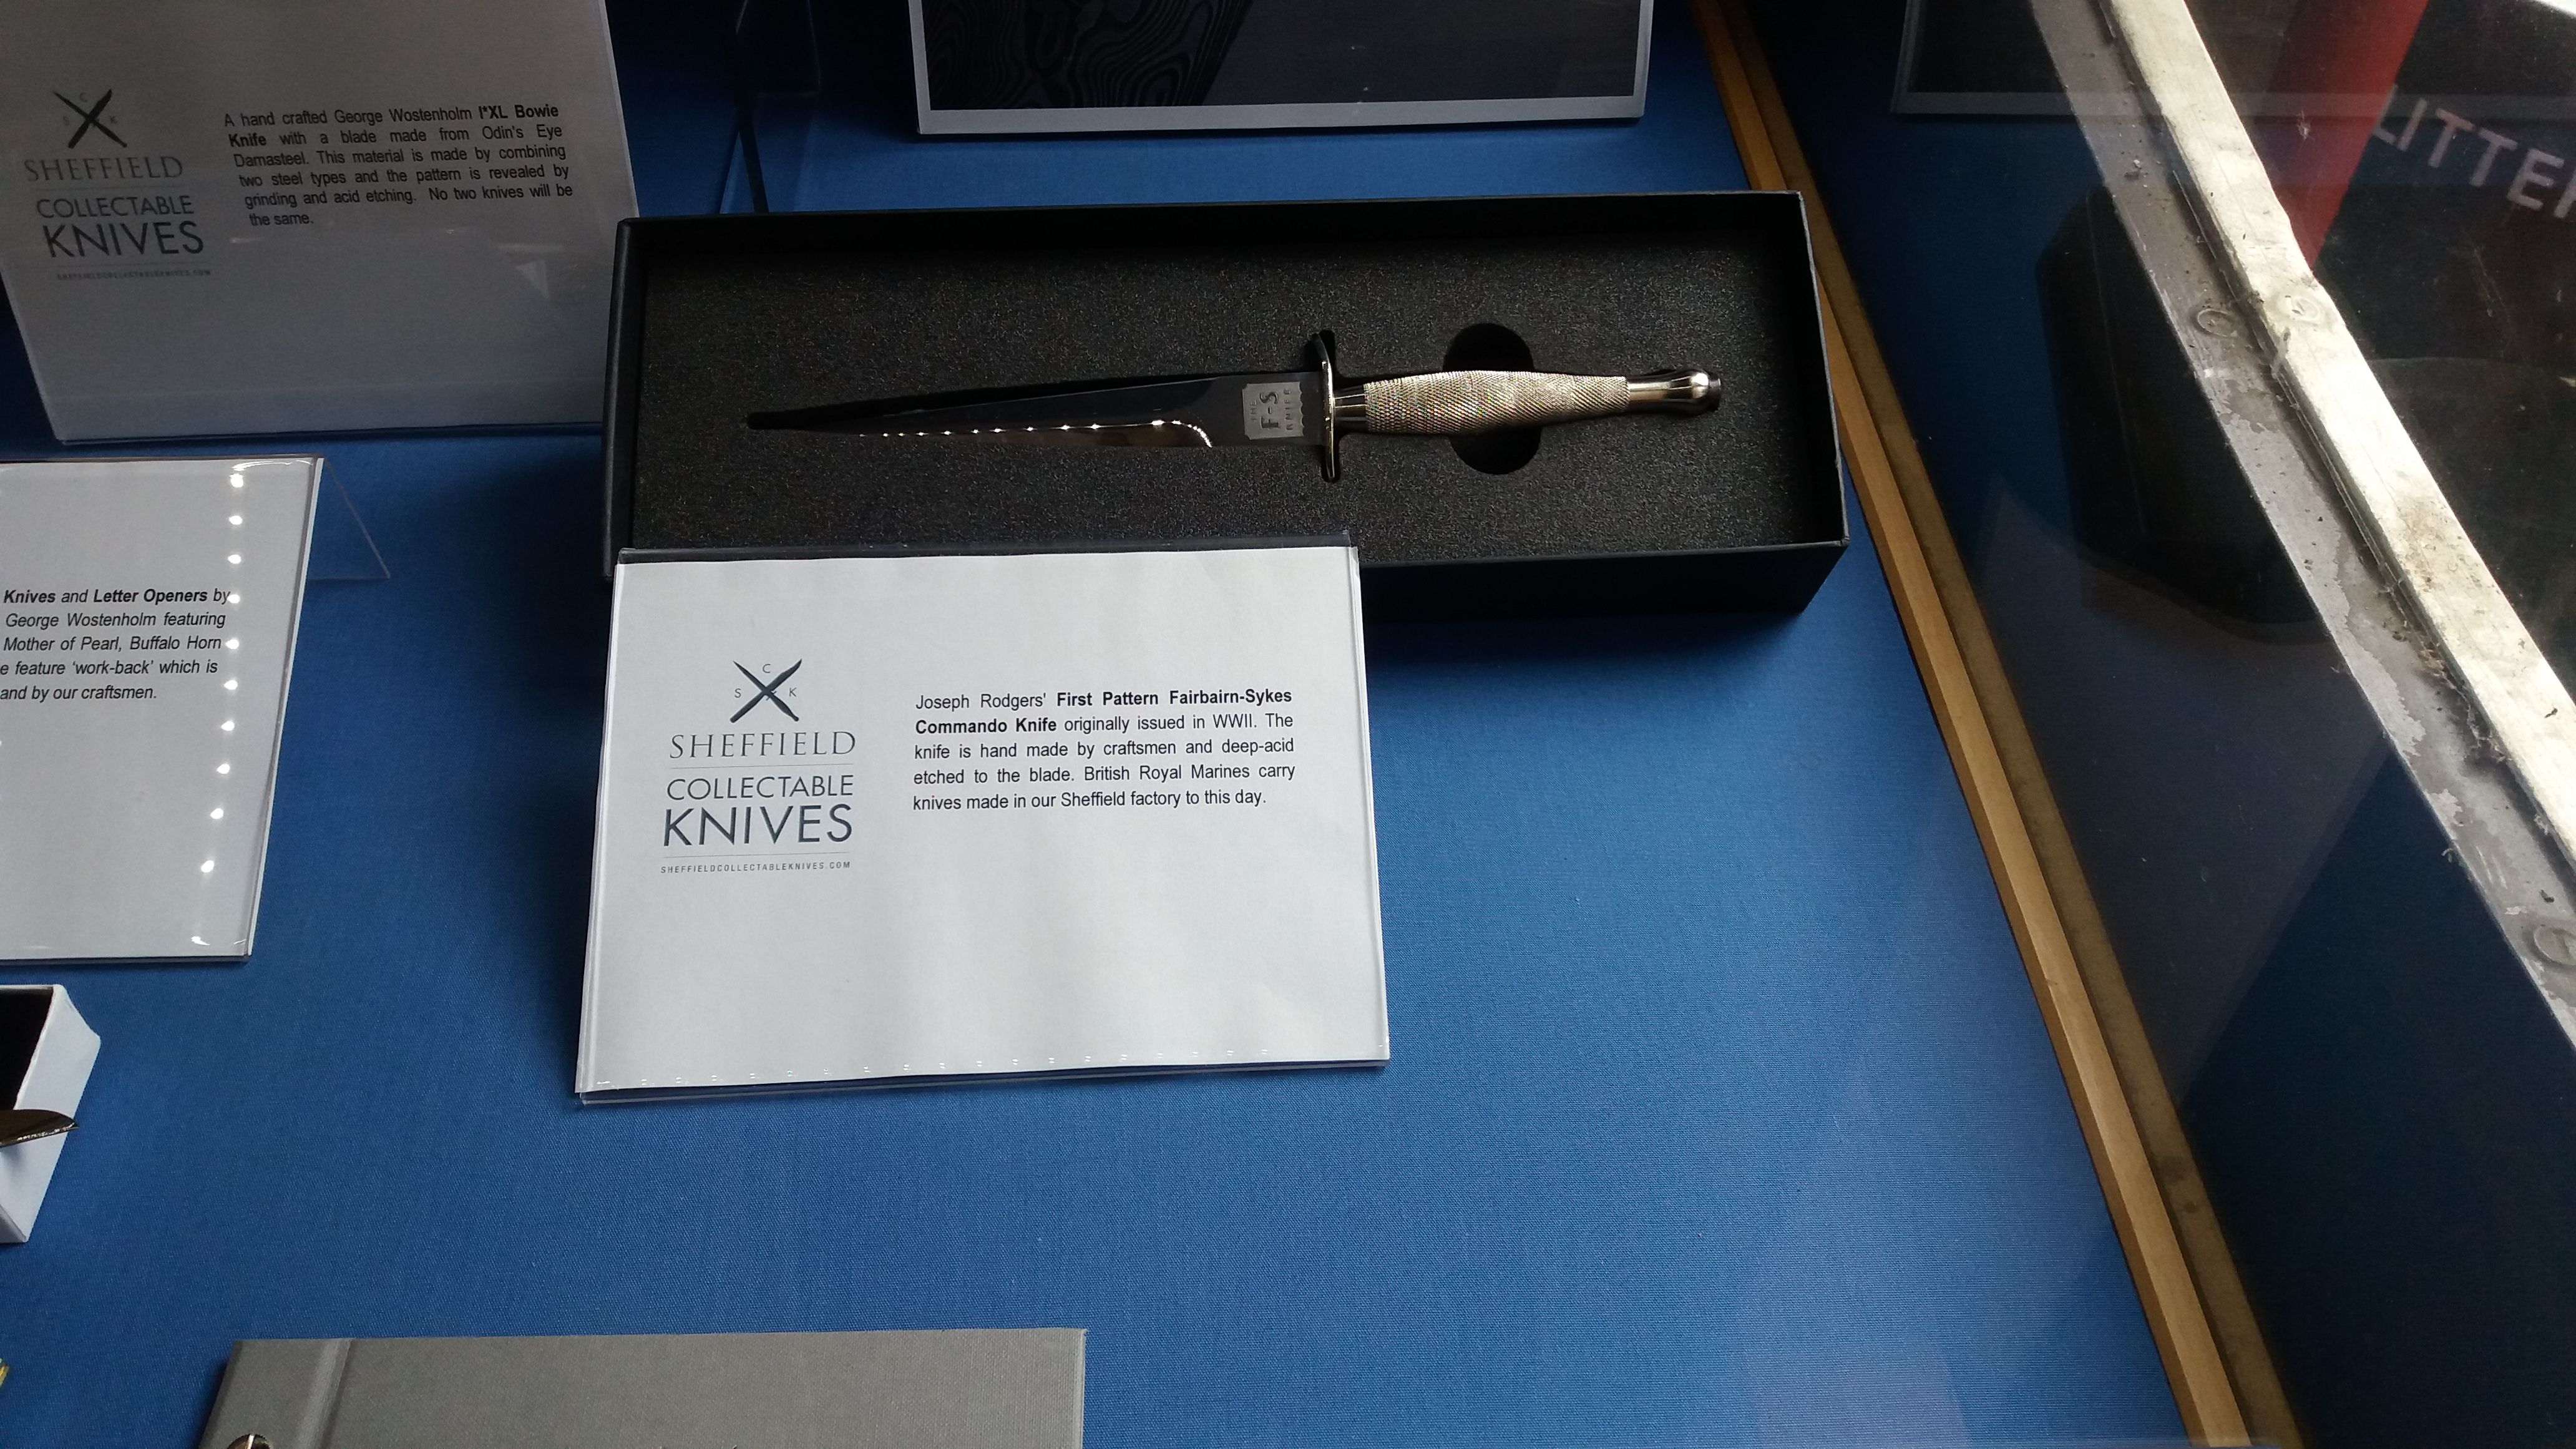 C
S K
SHEFFIELD
COLLECTABLE
KNIVES
SHEFFIELDCOLLECTABLEKNIVES.COM
A hand crafted George Wostenholm I*XL Bowie
Knife with a blade made from Odin's Eye
Damasteel. This material is made by combining
two steel types and the pattern is revealed by
grinding and acid etching. No two knives will be
the same.
LITTE
THE
F-S
KNIFE
Knives and Letter Openers by
George Wostenholm featuring
Mother of Pearl, Buffalo Horn
e feature ‘work-back’ which is
and by our craftsmen.
C
S K
SHEFFIELD
COLLECTABLE
KNIVES
SHEFFIELDCOLLECTABLEKNIVES.COM
Joseph Rodgers' First Pattern Fairbairn-Sykes
Commando Knife originally issued in WWII. The
knife is hand made by craftsmen and deep-acid
etched to the blade. British Royal Marines carry
knives made in our Sheffield factory to this day.